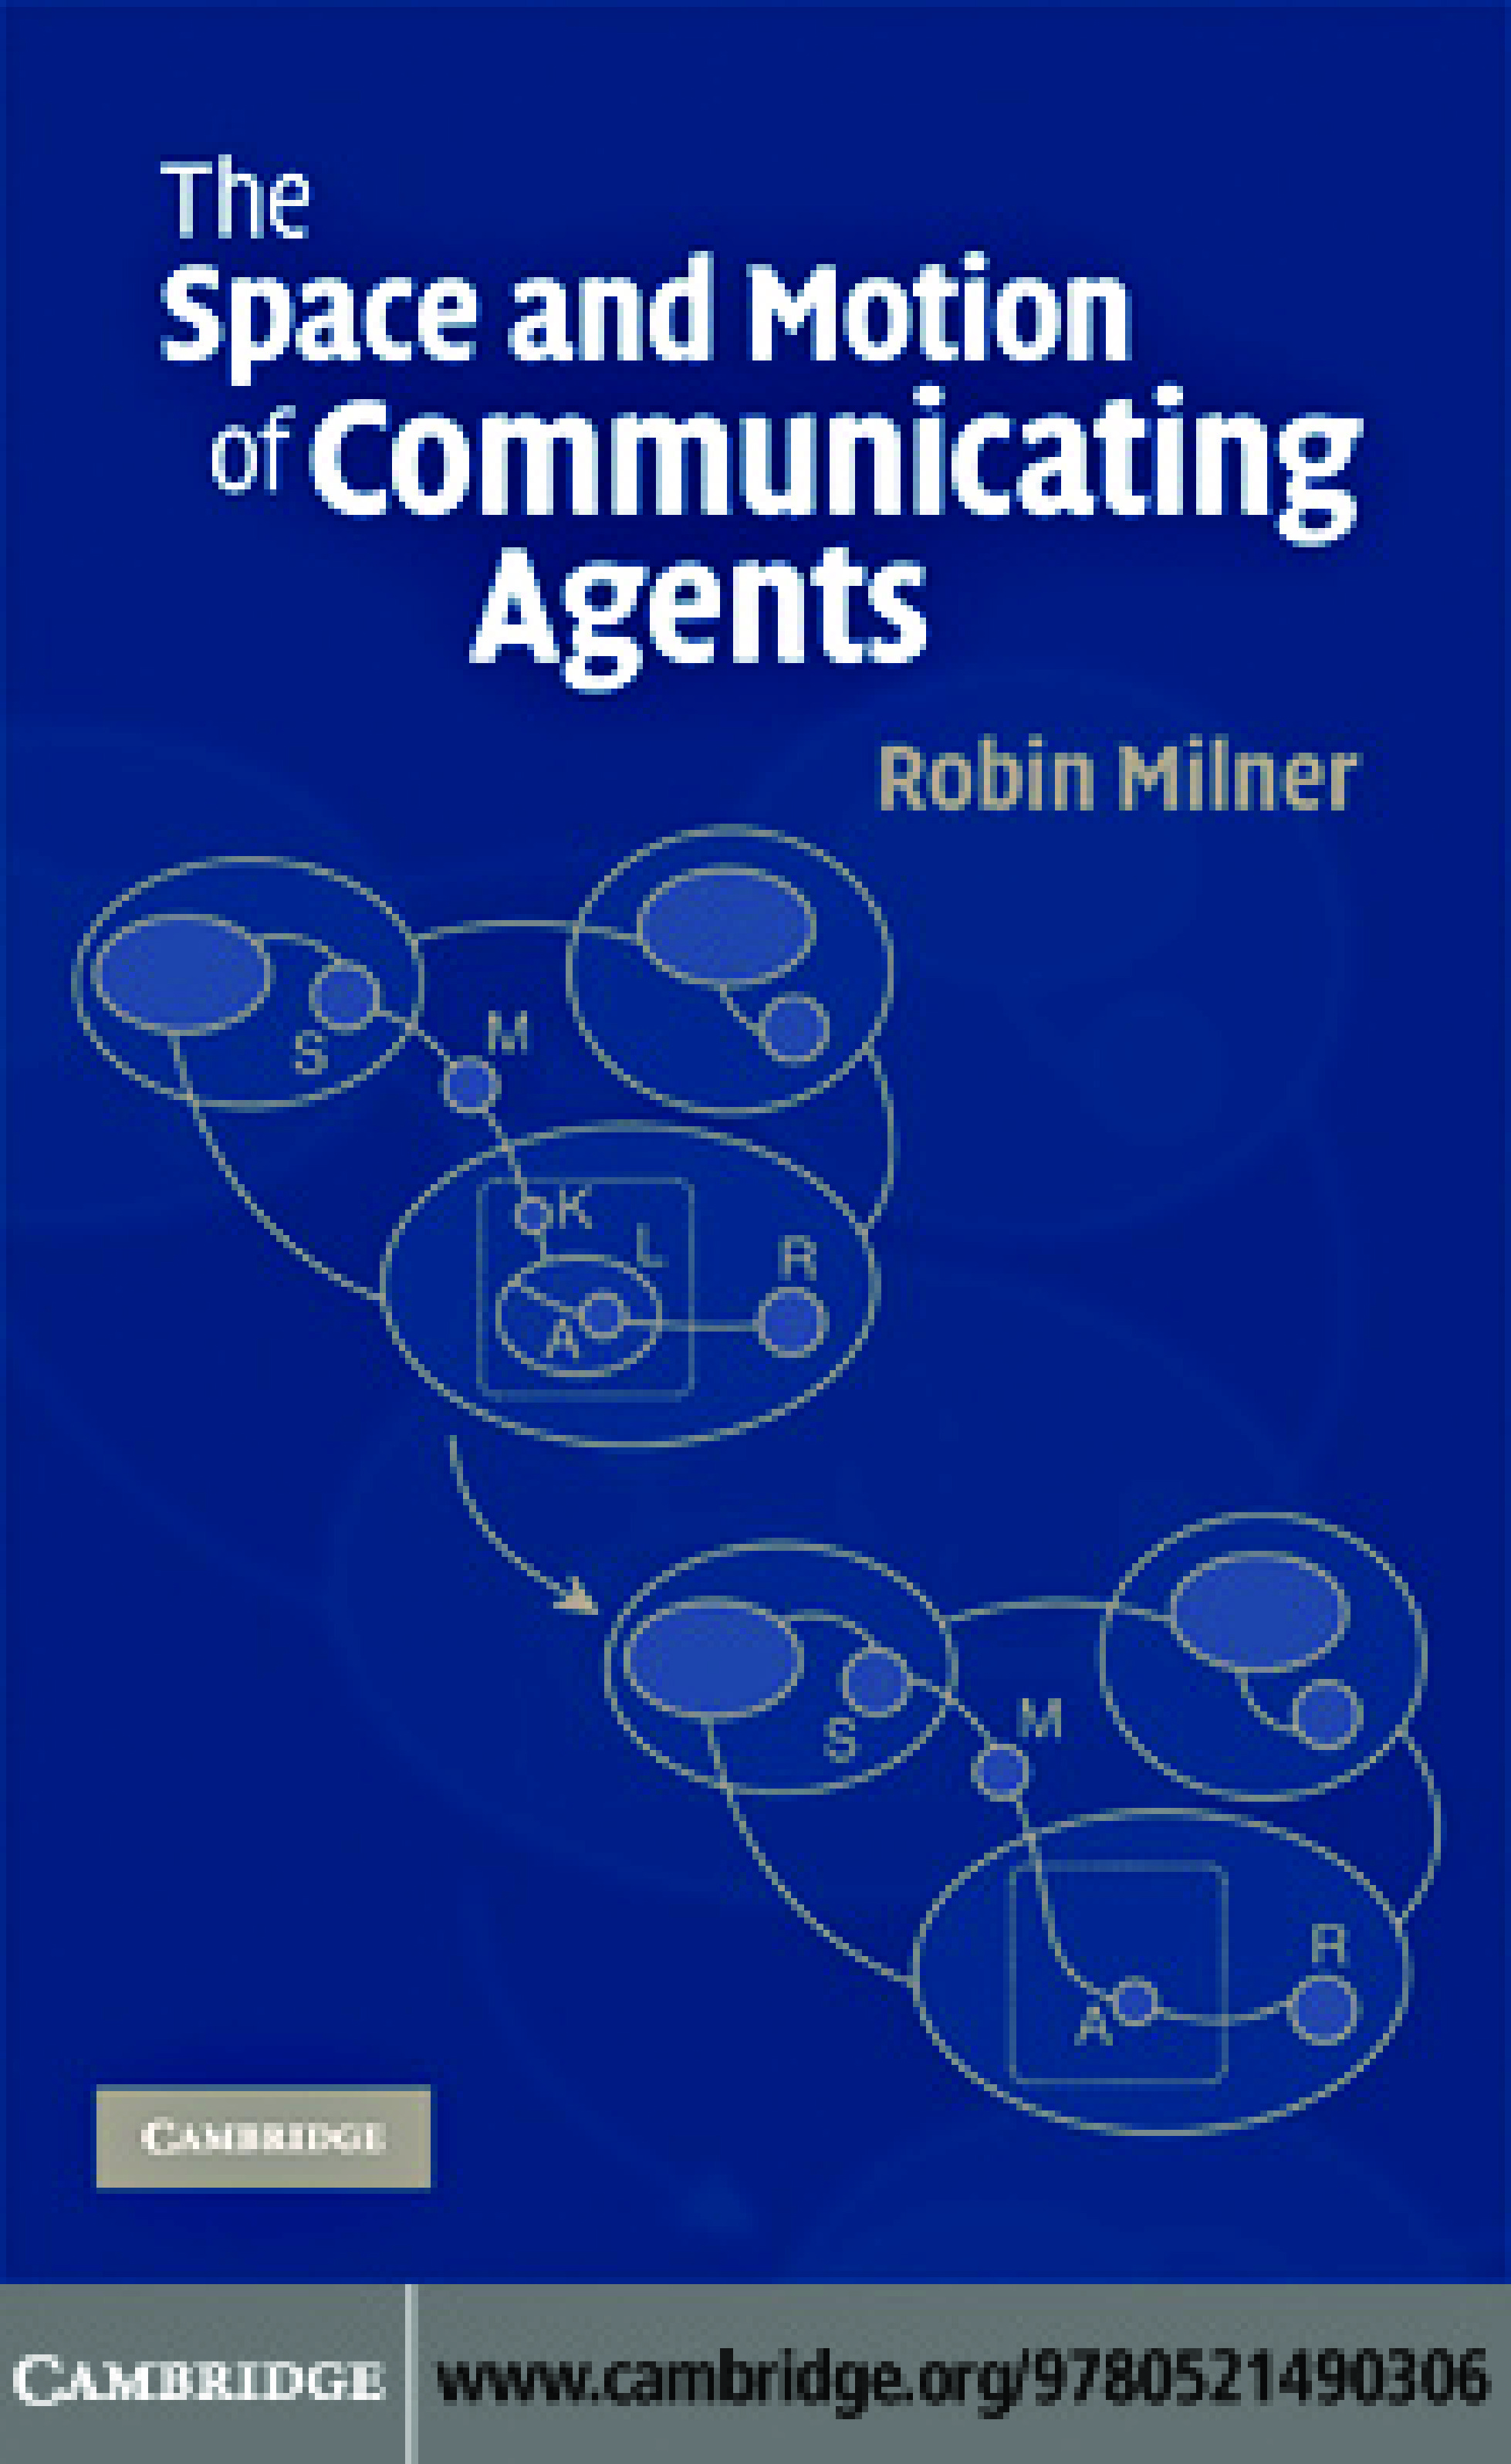 The
Space and Motion
of Communicating
Agents
Robin Milner
S
M
K
L
A
R
S
M
A
R
CAMBRIDGE
CAMBRIDGE
www.cambridge.org/9780521490306